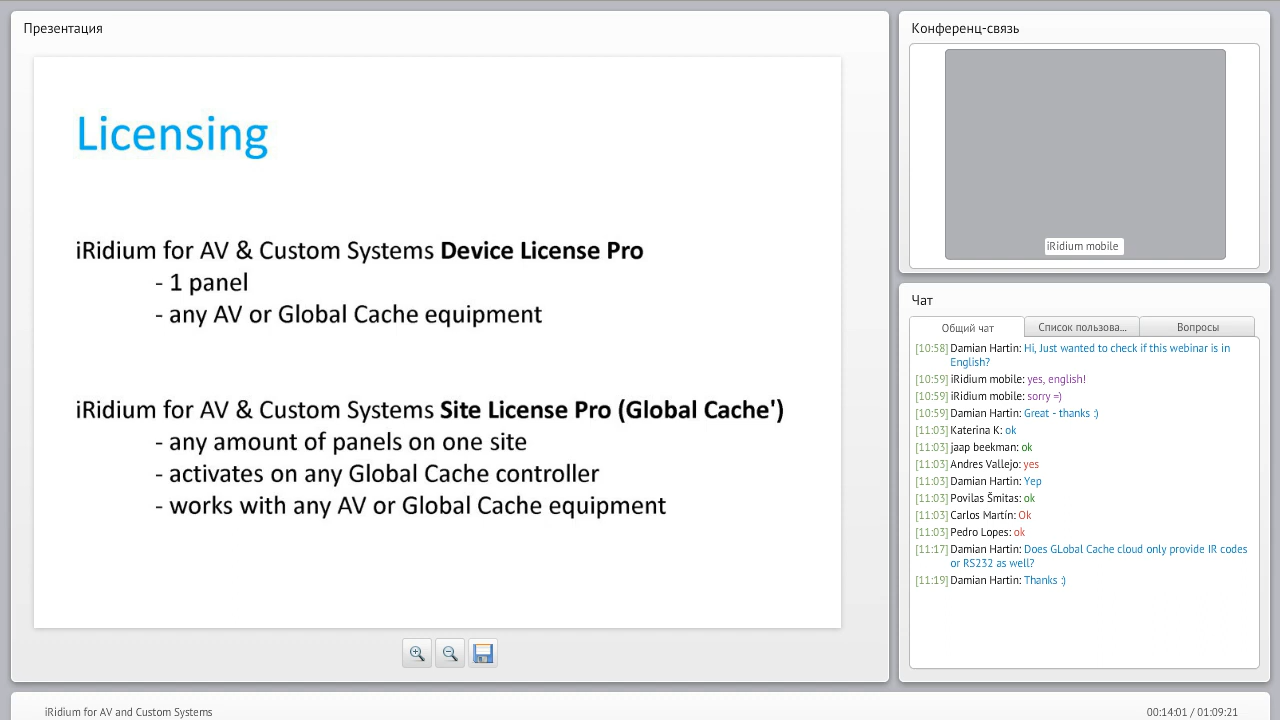 Презентация
Licensing
iRidium for AV & Custom Systems Device License Pro
- 1 panel
- any AV or Global Cache equipment
iRidium for AV & Custom Systems Site License Pro (Global Cache')
- any amount of panels on one site
- activates on any Global Cache controller
- works with any AV or Global Cache equipment
Конференц-связь
iRidium mobile
Чат
Общий чат
Список пользова...
Вопросы
[10:58] Damian Hartin: Hi, Just wanted to check if this webinar is in
English?
[10:59] iRidium mobile: yes, english!
[10:59] iRidium mobile: sorry =)
[10:59] Damian Hartin: Great - thanks :)
[11:03] Katerina K: ok
[11:03] jaap beekman: ok
[11:03] Andres Vallejo: yes
[11:03] Damian Hartin: Yep
[11:03] Povilas Šmitas: ok
[11:03] Carlos Martín: Ok
[11:03] Pedro Lopes: ok
[11:17] Damian Hartin: Does GLobal Cache cloud only provide IR codes
or RS232 as well?
[11:19] Damian Hartin: Thanks :)
iRidium for AV and Custom Systems
00:14:01 / 01:09:21